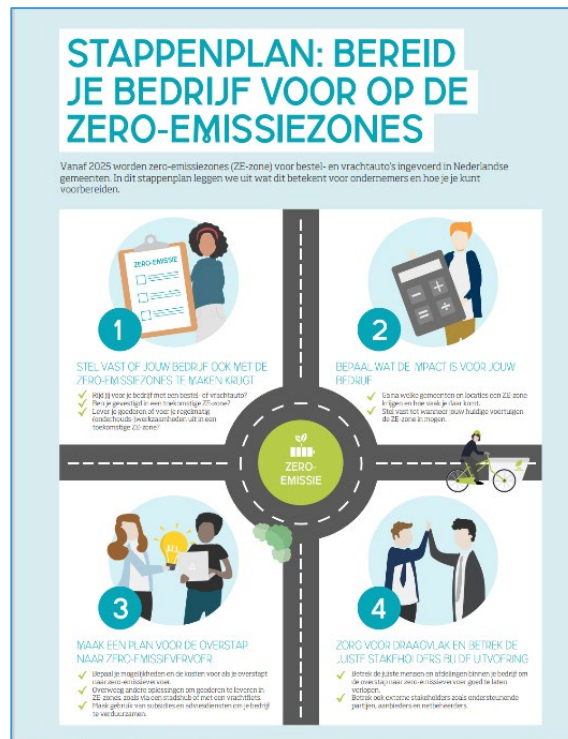 STAPPENPLAN: BEREID
JE BEDRIJF VOOR OP DE
ZERO-EMISSIEZONES
Vanaf 2025 worden zero-emissiezones (ZE-zone) voor bestel- en vrachtauto's ingevoerd in Nederlandse
gemeenten. In dit stappenplan leggen we uit wat dit betekent voor ondernemers en hoe je je kunt
voorbereiden.
ZERO-EMISSIE
1
STEL VAST OF JOUW BEDRIJF OOK MET DE
ZERO-EMISSIEZONES TE MAKEN KRIJGT
Rijd jij voor je bedrijf met een bestel- of vrachtauto?
Ben je gevestigd in een toekomstige ZE-zone?
Lever je goederen of voer je regelmatig
(onderhouds-)werkzaamheden uit in een
toekomstige ZE-zone?
2
BEPAAL WAT DE IMPACT IS VOOR JOUW
BEDRIJF
Ga na welke gemeenten en locaties een ZE-zone
krijgen en hoe vaak je daar komt.
Stel vast tot wanneer jouw huidige voertuigen
de ZE-zone in mogen.
ZERO-
EMISSIE
3
MAAK EEN PLAN VOOR DE OVERSTAP
NAAR ZERO-EMISSIEVERVOER
Bepaal je mogelijkheden en de kosten voor als je overstapt
naar zero-emissievervoer.
Overweeg andere oplossingen om goederen te leveren in
ZE-zones, zoals via een stadshub of met een vrachtfiets.
Maak gebruik van subsidies en adviesdiensten om je bedrijf
te verduurzamen.
4
ZORG VOOR DRAAGVLAK EN BETREK DE
JUISTE STAKEHOLDERS BIJ DE UITVOERING
Betrek de juiste mensen en afdelingen binnen je bedrijf om
de overstap naar zero-emissievervoer goed te laten
verlopen.
Betrek ook externe stakeholders zoals ondersteunende
partijen, aanbieders en netbeheerders.